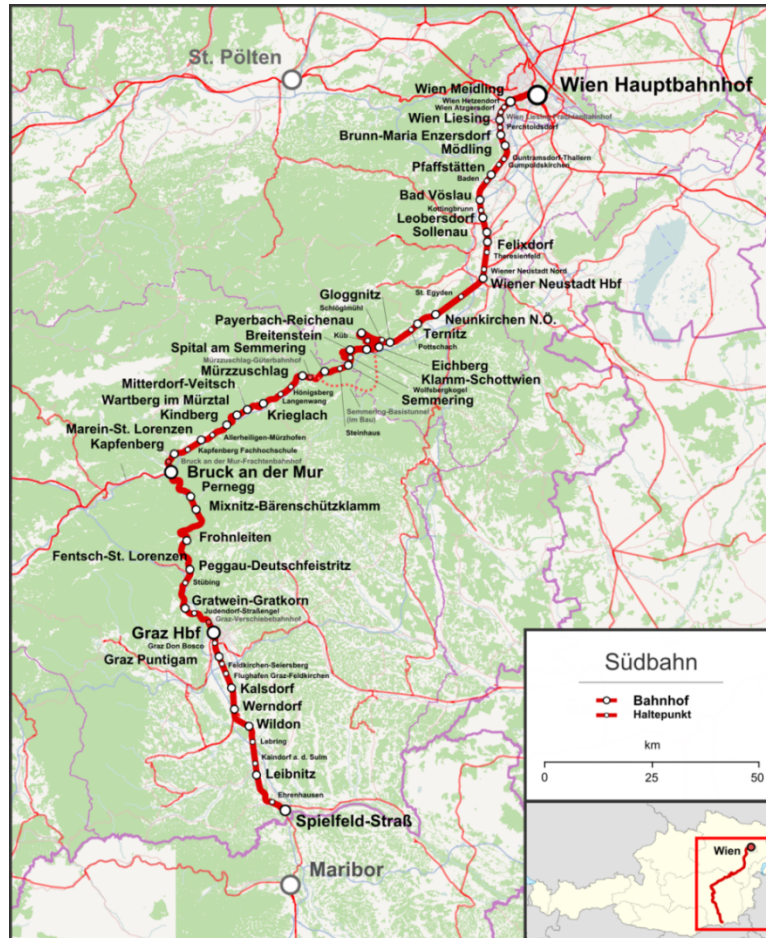 St. Pölten
Wien Hauptbahnhof
Wien Meidling
Wien Hetzendorf
Wien Atzgersdorf
Wien Liesing
Wien Liesing Frachtenbahnhof
Perchtoldsdorf
Brunn-Maria Enzersdorf
Mödling
Guntramsdorf-Thallern
Gumpoldskirchen
Pfaffstätten
Baden
Bad Vöslau
Kottingbrunn
Leobersdorf
Sollenau
Felixdorf
Theresienfeld
Wiener Neustadt Nord
Wiener Neustadt Hbf
St. Egyden
Gloggnitz
Schlöglmühl
Neunkirchen N.Ö.
Payerbach-Reichenau
Ternitz
Breitenstein
Küb
Pottschach
Spital am Semmering
Eichberg
Mürzzuschlag-Güterbahnhof
Klamm-Schottwien
Mürzzuschlag
Wolfsbergkogel
Semmering
Mitterdorf-Veitsch
Hönigsberg
Langenwang
Wartberg im Mürztal
Semmering-Basistunnel
(im Bau)
Kindberg
Krieglach
Steinhaus
Marein-St. Lorenzen
Allerheiligen-Mürzhofen
Kapfenberg
Kapfenberg Fachhochschule
Bruck an der Mur-Frachtenbahnhof
Bruck an der Mur
Pernegg
Mixnitz-Bärenschützklamm
Frohnleiten
Fentsch-St. Lorenzen
Peggau-Deutschfeistritz
Stübing
Gratwein-Gratkorn
Judendorf-Straßengel
Graz-Verschiebebahnhof
Graz Hbf
Graz Don Bosco
Graz Puntigam
Feldkirchen-Seiersberg
Flughafen Graz-Feldkirchen
Kalsdorf
Werndorf
Wildon
Lebring
Kaindorf a. d. Sulm
Leibnitz
Ehrenhausen
Spielfeld-Straß
Maribor
Südbahn
Bahnhof
Haltepunkt
km
0 25 50
Wien